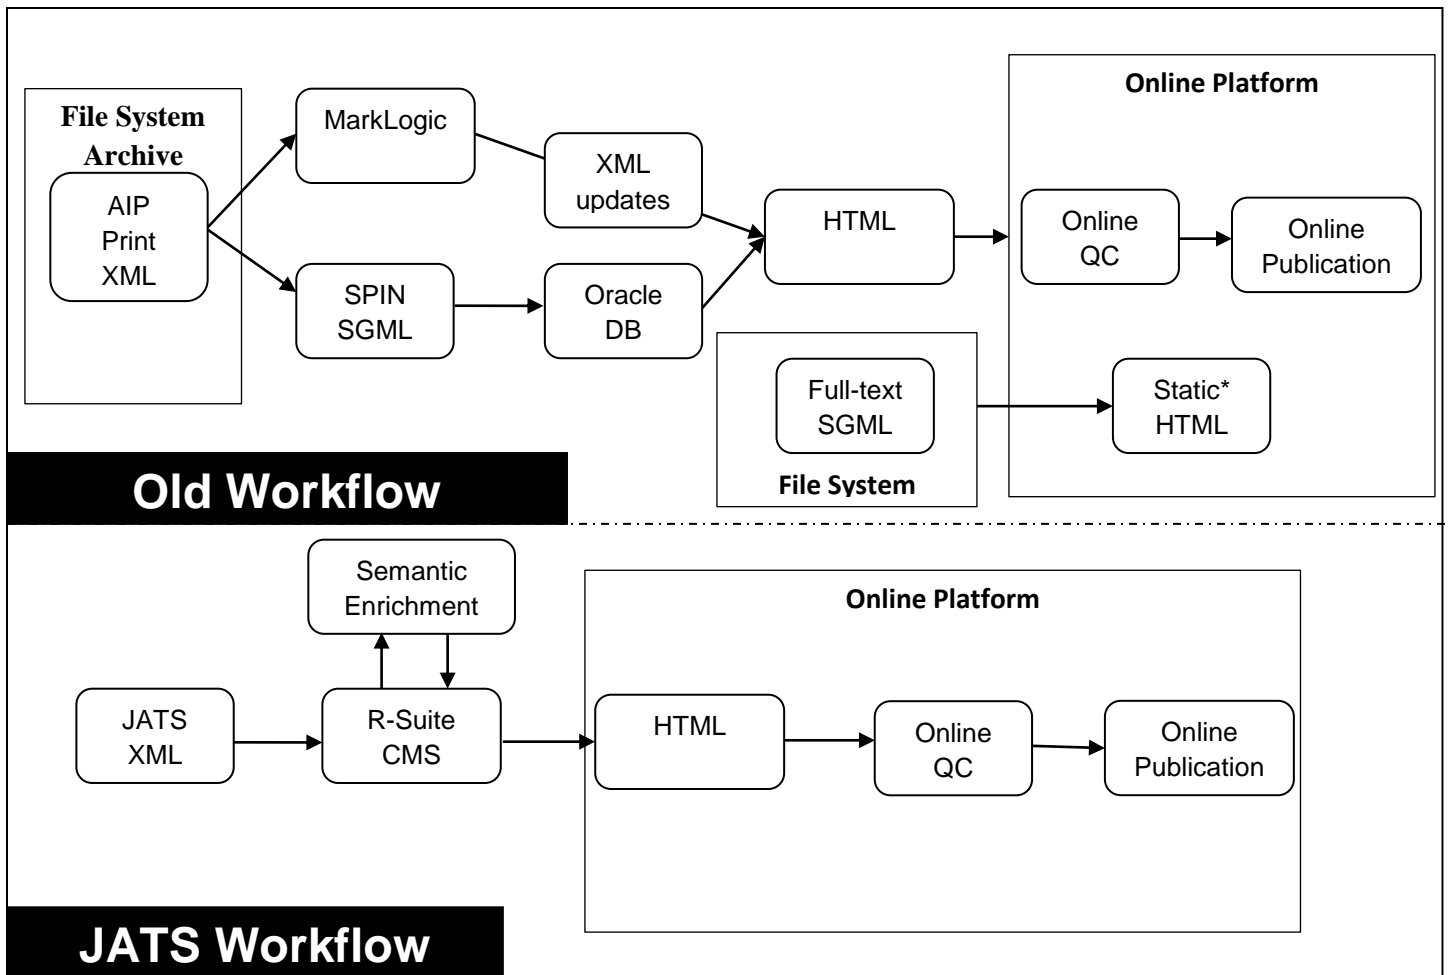 Online Platform
File System
Archive
AIP
Print
XML
MarkLogic
XML
updates
SPIN
SGML
Oracle
DB
HTML
Online
QC
Online
Publication
Full-text
SGML
File System
Static*
HTML
Old Workflow
Semantic
Enrichment
Online Platform
JATS
XML
R-Suite
CMS
HTML
Online
QC
Online
Publication
JATS Workflow